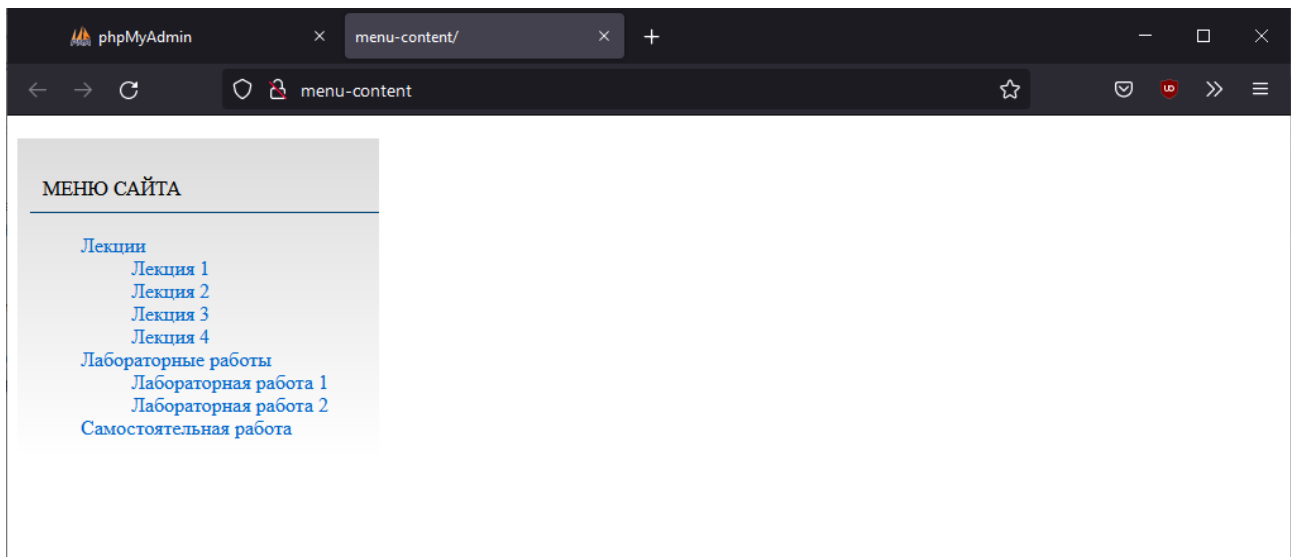 phpMyAdmin
menu-content/
menu-content
МЕНЮ САЙТА
Лекции
Лекция 1
Лекция 2
Лекция 3
Лекция 4
Лабораторные работы
Лабораторная работа 1
Лабораторная работа 2
Самостоятельная работа